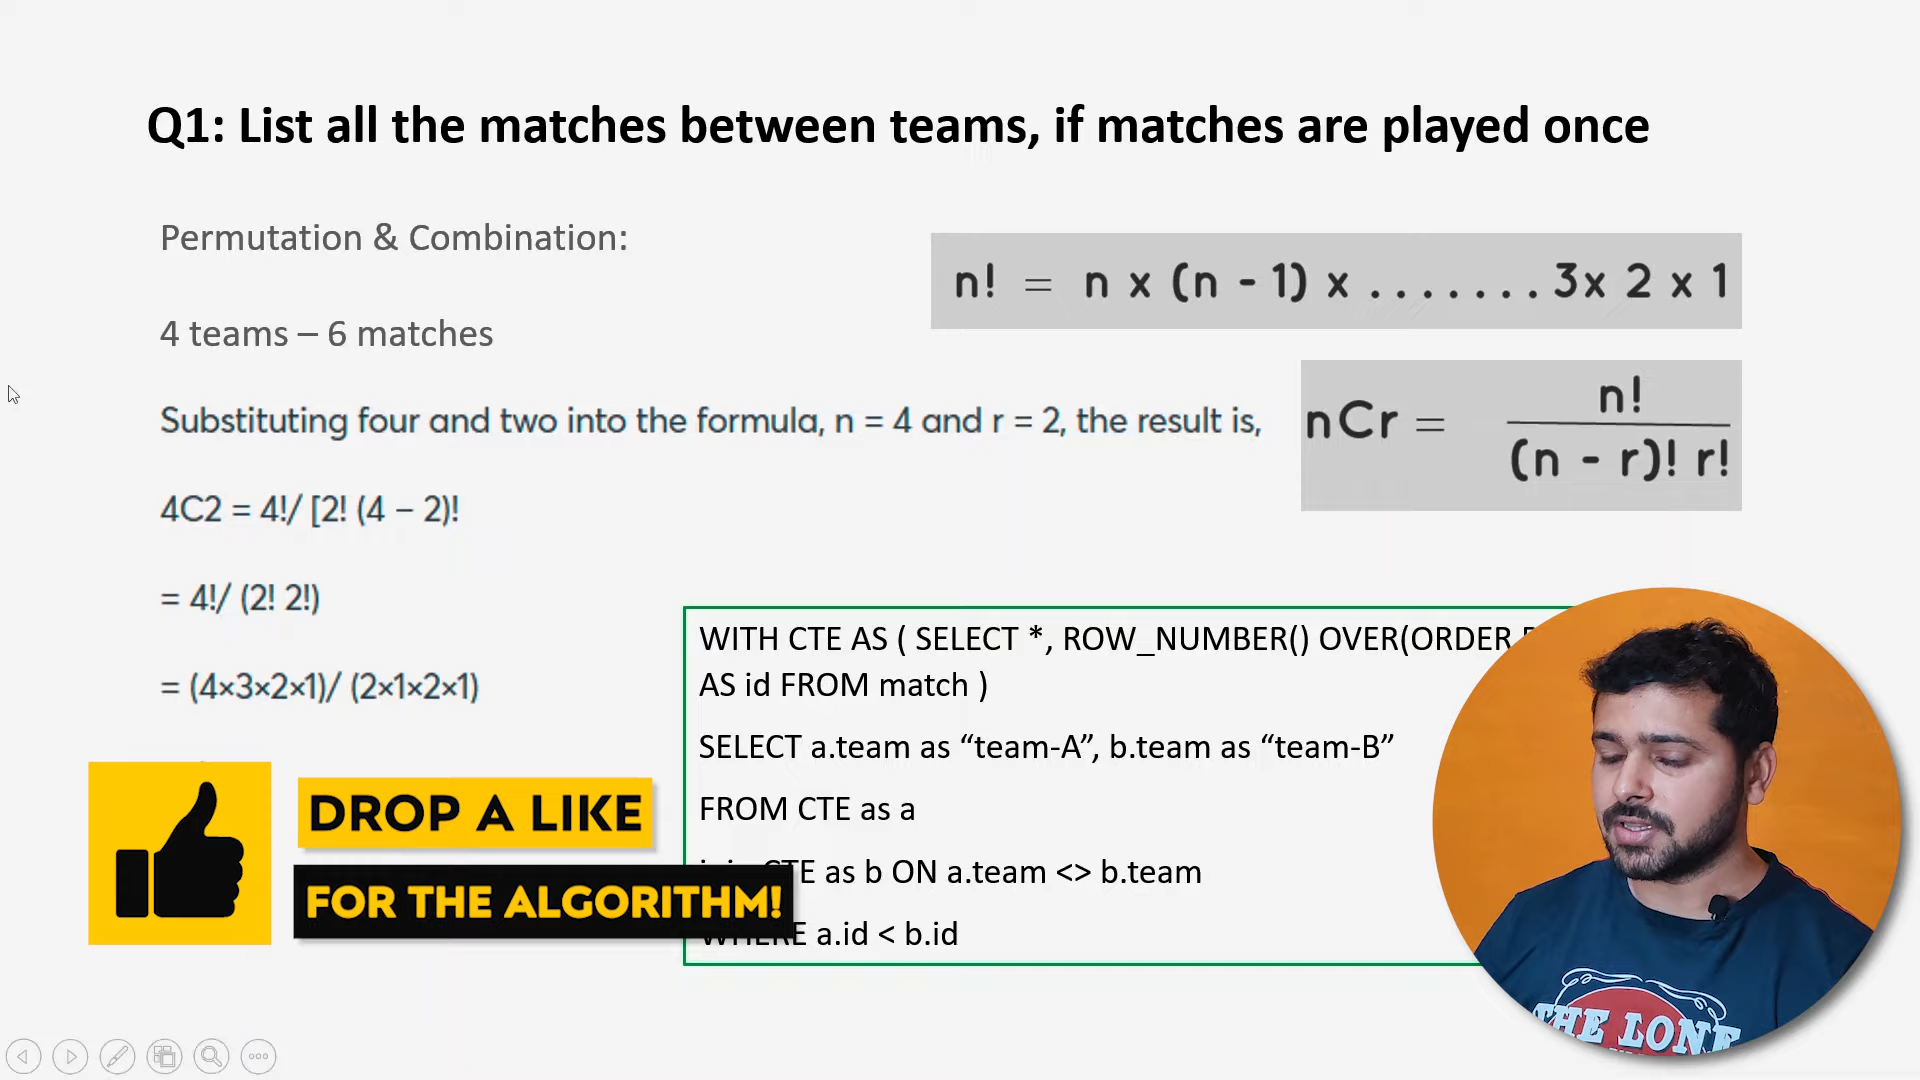 Q1: List all the matches between teams, if matches are played once
Permutation & Combination:
n! = n x (n - 1) x . . . . . . . 3x 2 x 1
4 teams – 6 matches
Substituting four and two into the formula, n = 4 and r = 2, the result is,
nCr = n! / (n - r)! r!
4C2 = 4!/ [2! (4 – 2)!
= 4!/ (2! 2!)
= (4×3×2×1)/ (2×1×2×1)
WITH CTE AS ( SELECT *, ROW_NUMBER() OVER(ORDER
AS id FROM match )
SELECT a.team as “team-A”, b.team as “team-B”
FROM CTE as a
CTE as b ON a.team <> b.team
WHERE a.id < b.id
DROP A LIKE
FOR THE ALGORITHM!
THE LONE